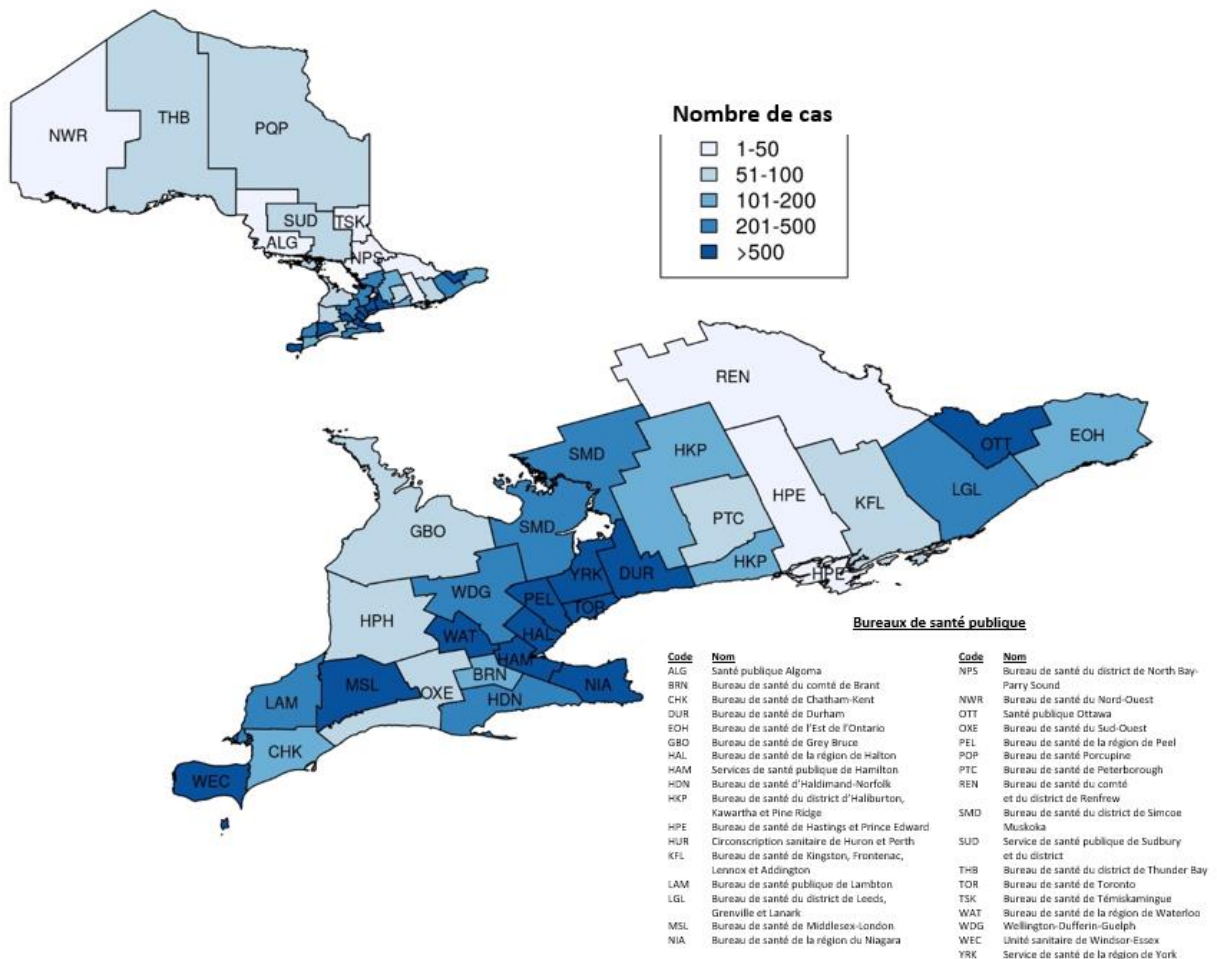 NWR
THB
PQP
SUD
TSK
ALG
NPS
Nombre de cas
1-50
51-100
101-200
201-500
>500
REN
SMD
HKP
OTT
EOH
HPE
KFL
LGL
GBO
SMD
PTC
HKP
HPE
YRK
DUR
WDG
PEL
TOR
HPH
WAT
HAL
HAM
MSL
OXE
BRN
NIA
LAM
HDN
CHK
WEC
Bureaux de santé publique
Code Nom
ALG Santé publique Algoma
BRN Bureau de santé du comté de Brant
CHK Bureau de santé de Chatham-Kent
DUR Bureau de santé de Durham
EOH Bureau de santé de l'Est de l'Ontario
GBO Bureau de santé de Grey Bruce
HAL Bureau de santé de la région de Halton
HAM Services de santé publique de Hamilton
HDN Bureau de santé d'Haldimand-Norfolk
HKP Bureau de santé du district d'Haliburton,
Kawartha et Pine Ridge
HPE Bureau de santé de Hastings et Prince Edward
HUR Circonscription sanitaire de Huron et Perth
KFL Bureau de santé de Kingston, Frontenac,
Lennox et Addington
LAM Bureau de santé publique de Lambton
LGL Bureau de santé du district de Leeds,
Grenville et Lanark
MSL Bureau de santé de Middlesex-London
NIA Bureau de santé de la région du Niagara
Code Nom
NPS Bureau de santé du district de North Bay-
Parry Sound
NWR Bureau de santé du Nord-Ouest
OTT Santé publique Ottawa
OXE Bureau de santé du Sud-Ouest
PEL Bureau de santé de la région de Peel
PQP Bureau de santé Porcupine
PTC Bureau de santé de Peterborough
REN Bureau de santé du comté
et du district de Renfrew
SMD Bureau de santé du district de Simcoe
Muskoka
SUD Service de santé publique de Sudbury
et du district
THB Bureau de santé du district de Thunder Bay
TOR Bureau de santé de Toronto
TSK Bureau de santé de Témiskamingue
WAT Bureau de santé de la région de Waterloo
WDG Wellington-Dufferin-Guelph
WEC Unité sanitaire de Windsor-Essex
YRK Service de santé de la région de York